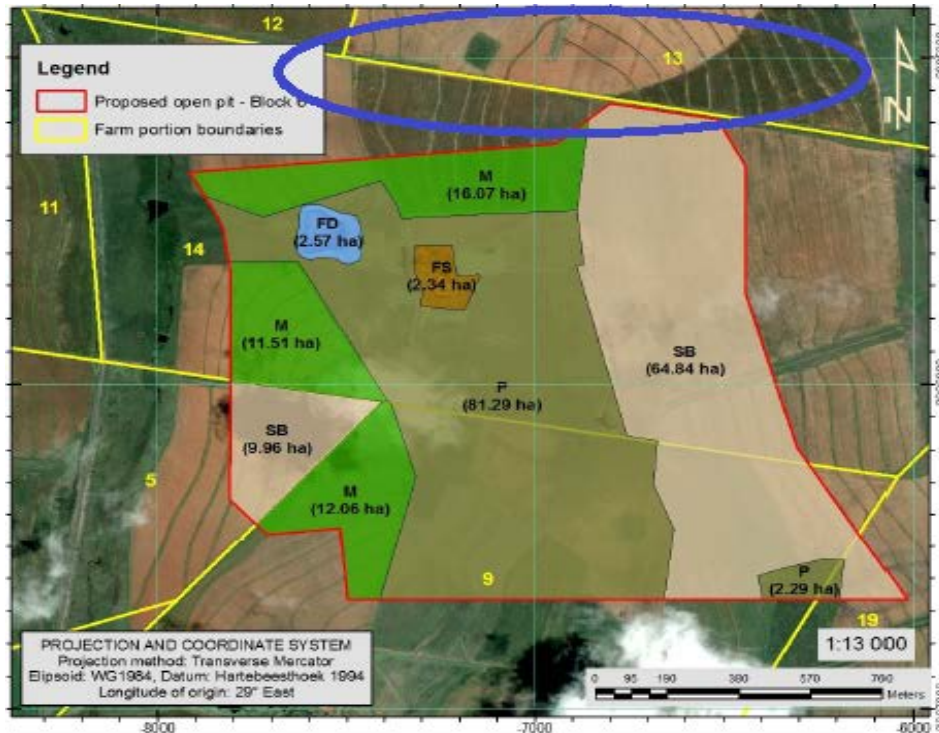 12
13
Legend
Proposed open pit - Block 6
Farm portion boundaries
11
14
M
(16.07 ha)
FD
(2.57 ha)
FS
(2.34 ha)
M
(11.51 ha)
SB
(64.84 ha)
P
(81.29 ha)
SB
(9.96 ha)
5
M
(12.06 ha)
9
P
(2.29 ha)
19
PROJECTION AND COORDINATE SYSTEM
Projection method: Transverse Mercator
Elipsoid: WG1984, Datum: Hartebeesthoek 1994
Longitude of origin: 29° East
1:13 000
0 95 190 380 570 760
Meters
-8000 -7000 -6000